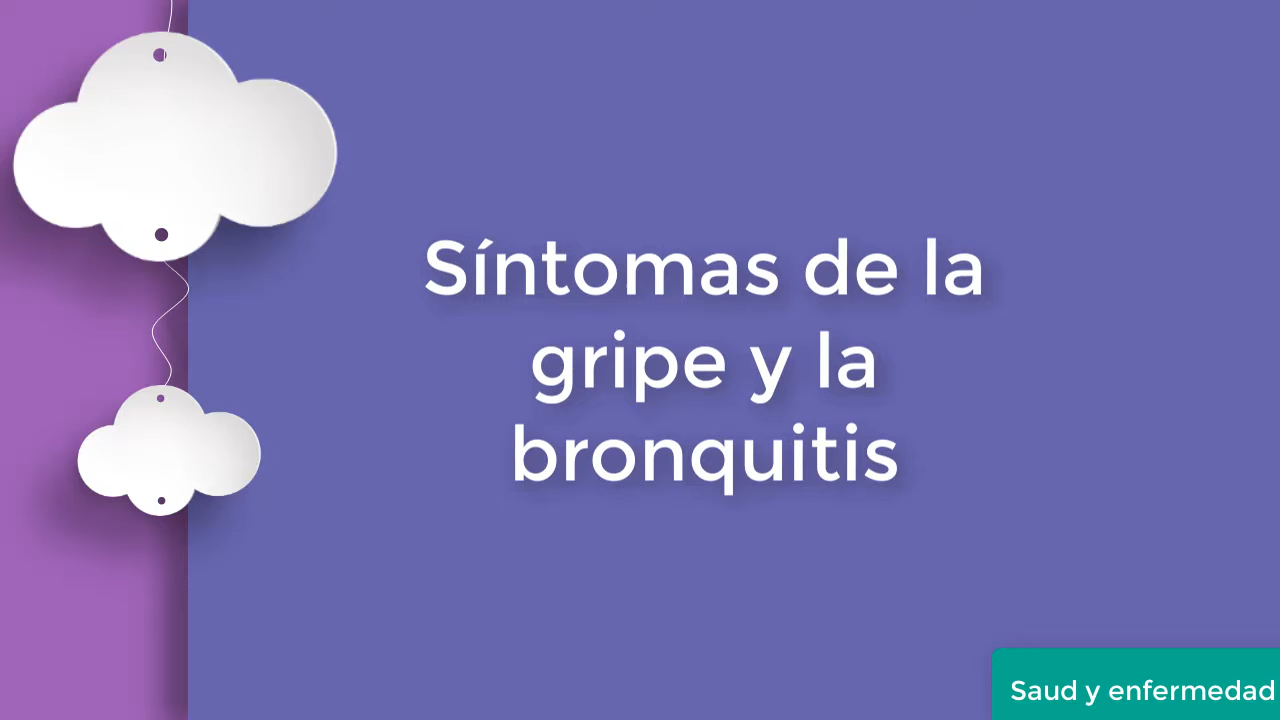 Síntomas de la
gripe y la
bronquitis
Saud y enfermedad